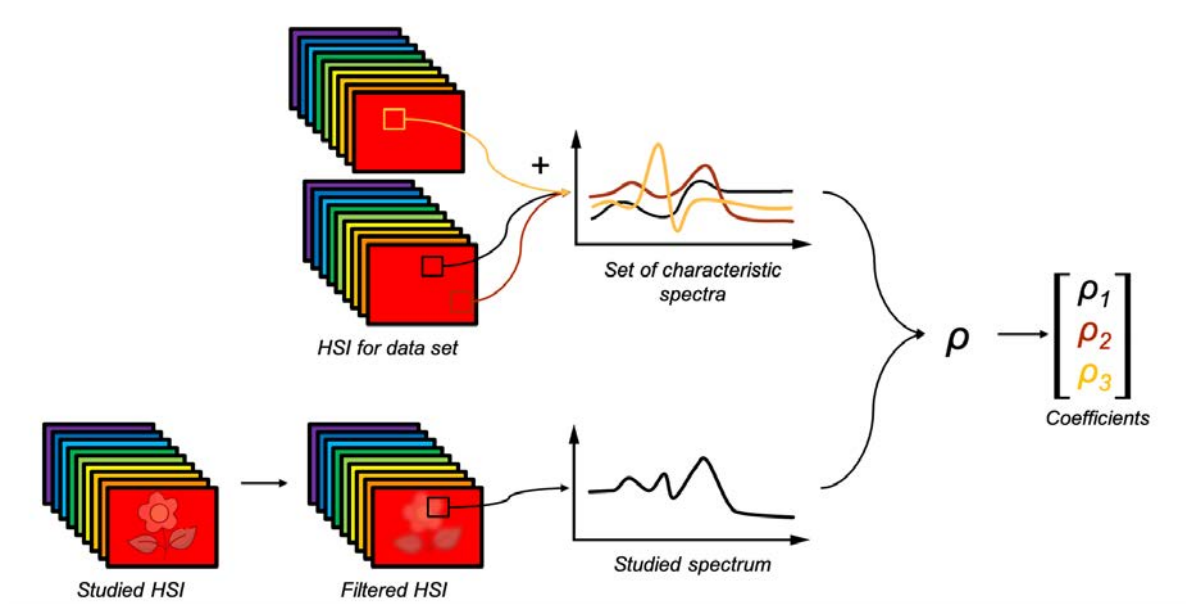 +
Set of characteristic
spectra
HSI for data set
ρ
ρ1
ρ2
ρ3
Coefficients
Studied HSI
Filtered HSI
Studied spectrum